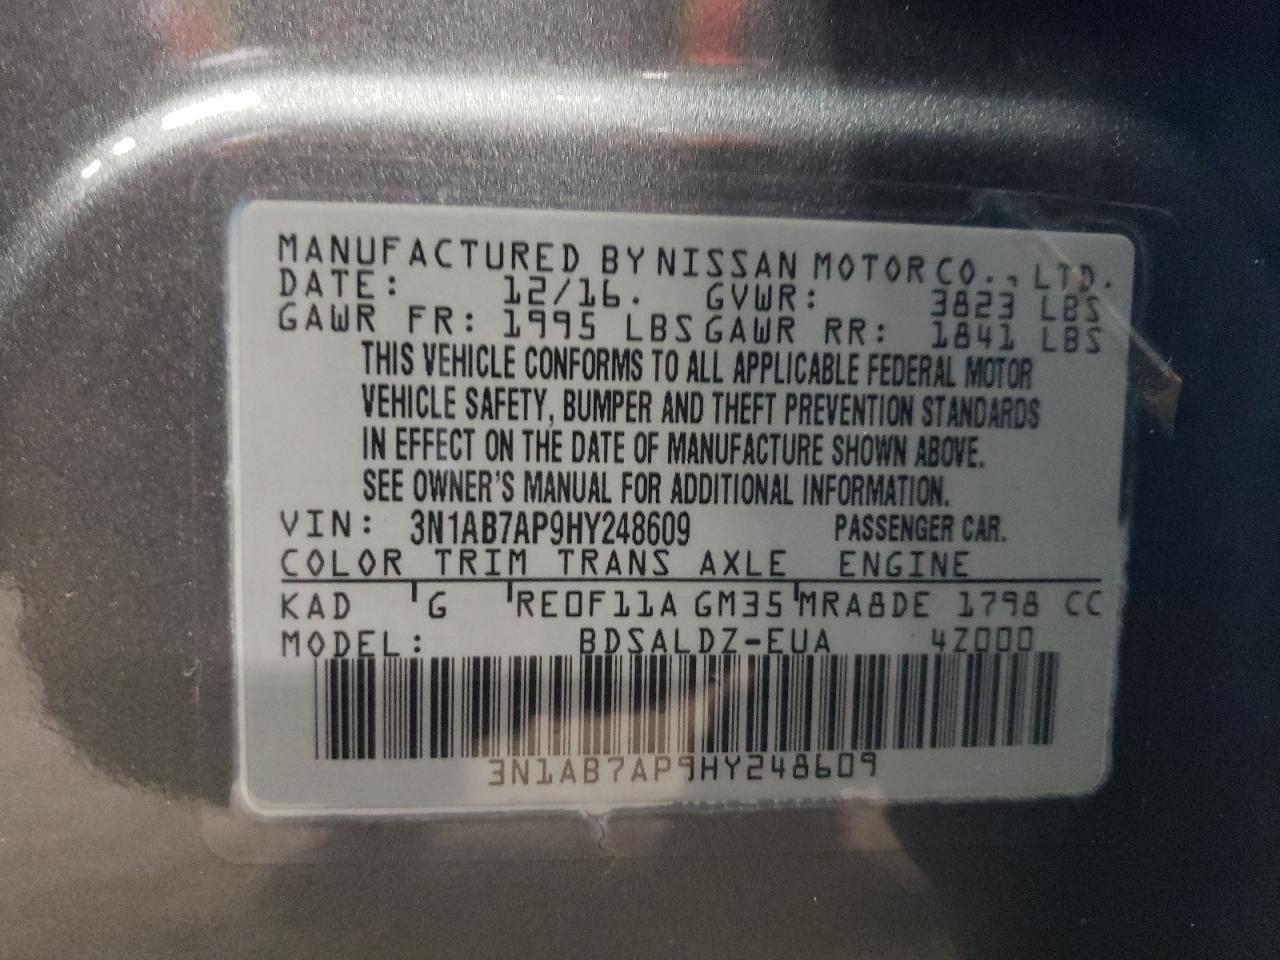 MANUFACTURED BY NISSAN MOTOR CO., LTD.
DATE: 12/16. GVWR: 3823 LBS
GAWR FR: 1995 LBS GAWR RR: 1841 LBS
THIS VEHICLE CONFORMS TO ALL APPLICABLE FEDERAL MOTOR
VEHICLE SAFETY, BUMPER AND THEFT PREVENTION STANDARDS
IN EFFECT ON THE DATE OF MANUFACTURE SHOWN ABOVE.
SEE OWNER'S MANUAL FOR ADDITIONAL INFORMATION.
VIN: 3N1AB7AP9HY248609 PASSENGER CAR.
COLOR TRIM TRANS AXLE ENGINE
KAD G RE0F11A GM35 MRA8DE 1798 CC
MODEL: BDSALDZ-EUA 4Z000
3N1AB7AP9HY248609